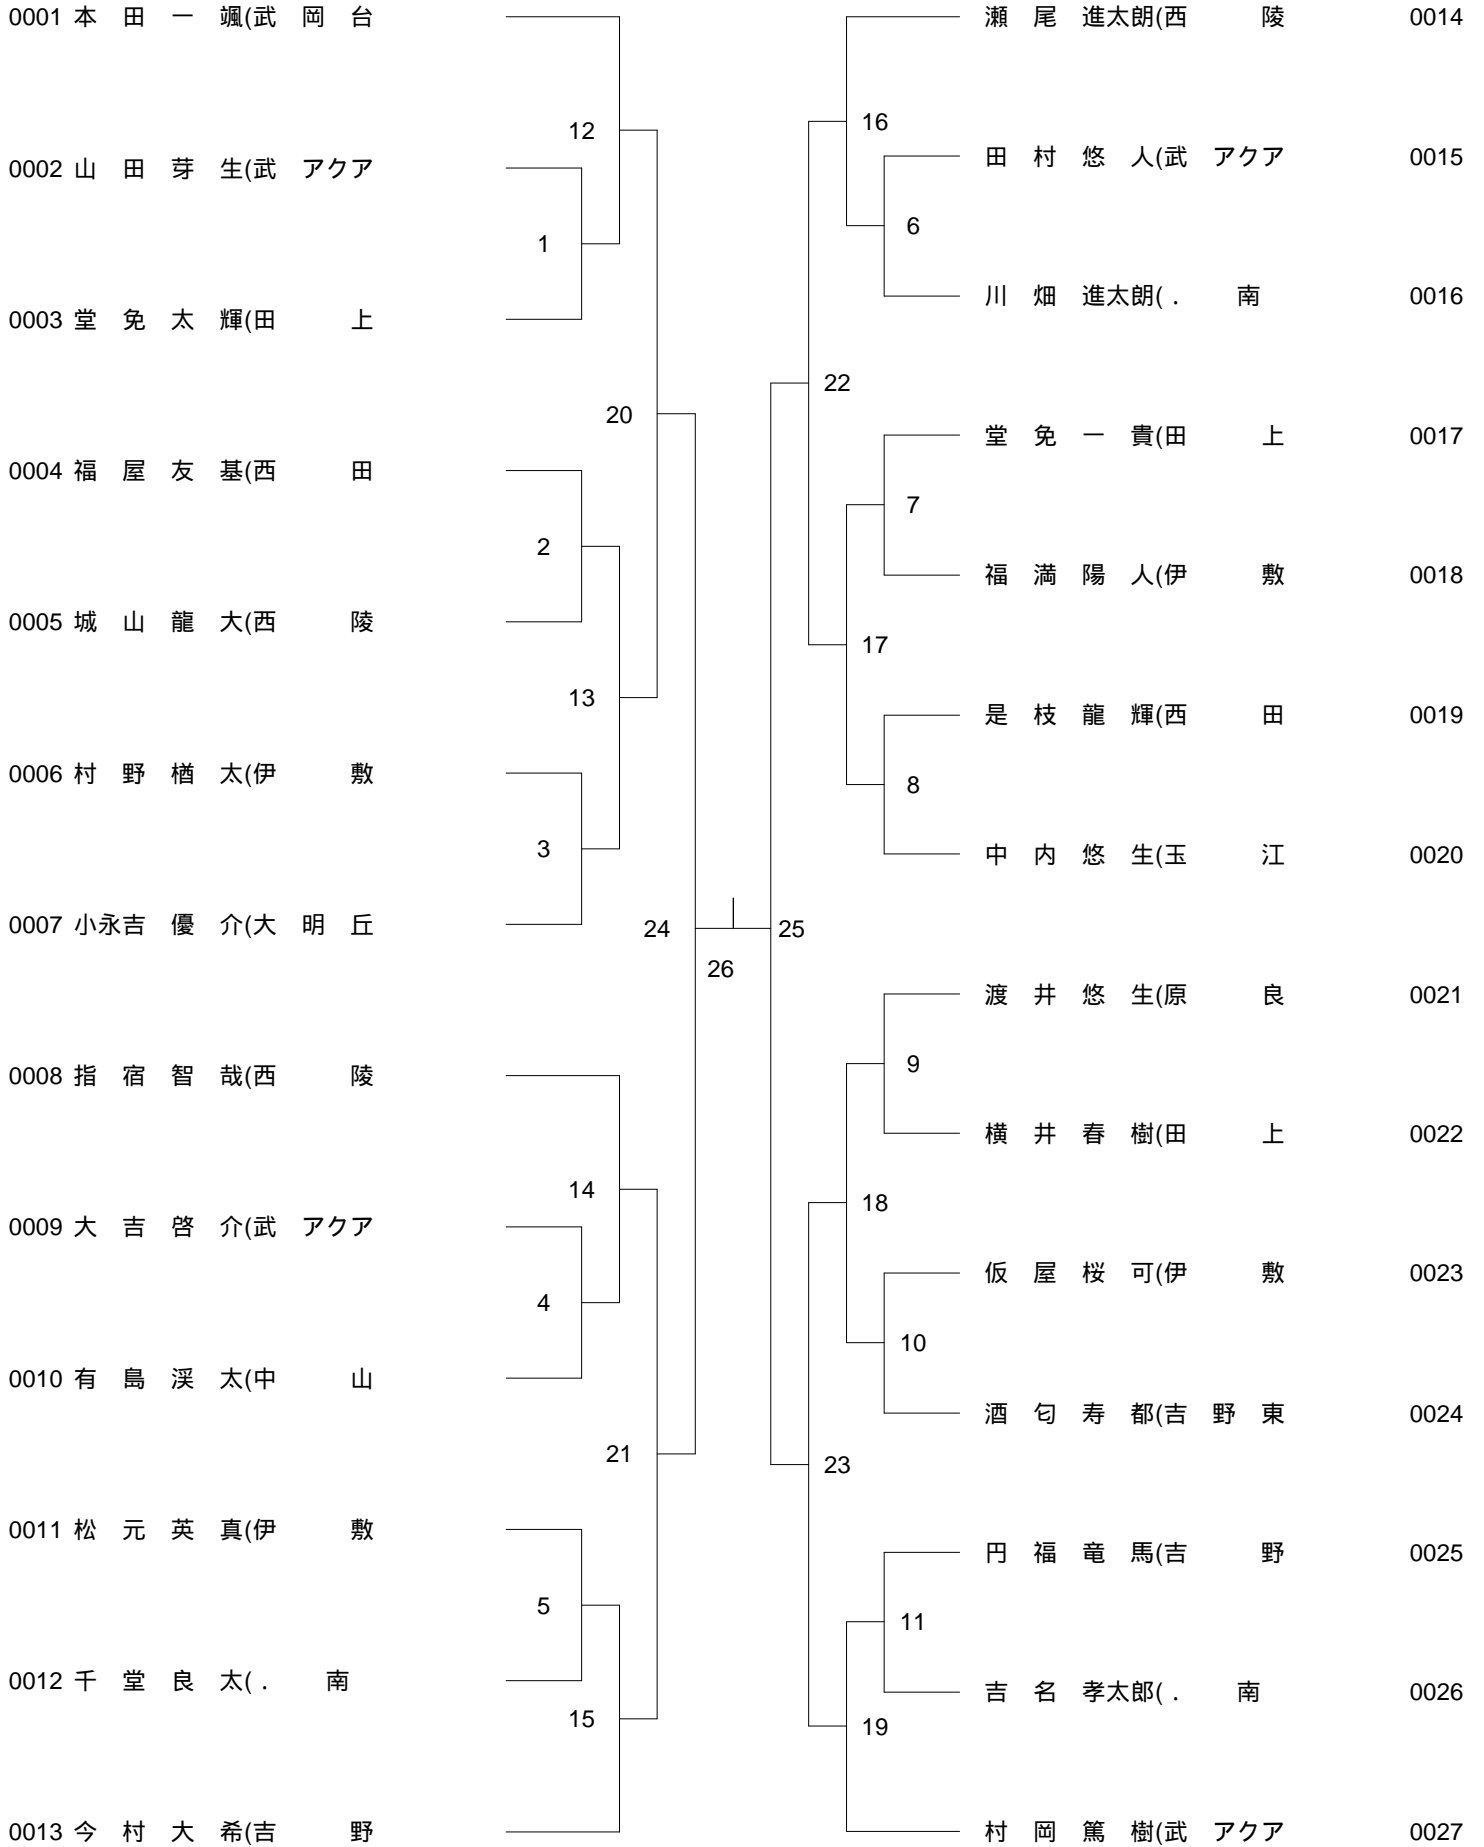 0001 本 田 一 颯(武 岡 台
12
0002 山 田 芽 生(武 アクア
1
0003 堂 免 太 輝(田 上
20
0004 福 屋 友 基(西 田
2
0005 城 山 龍 大(西 陵
13
0006 村 野 楢 太(伊 敷
3
0007 小永吉 優 介(大 明 丘
24
26
0008 指 宿 智 哉(西 陵
14
0009 大 吉 啓 介(武 アクア
4
0010 有 島 渓 太(中 山
21
0011 松 元 英 真(伊 敷
5
0012 千 堂 良 太( . 南
15
0013 今 村 大 希(吉 野
瀬 尾 進太朗(西 陵 0014
16
田 村 悠 人(武 アクア 0015
6
川 畑 進太朗( . 南 0016
22
堂 免 一 貴(田 上 0017
7
福 満 陽 人(伊 敷 0018
17
是 枝 龍 輝(西 田 0019
8
中 内 悠 生(玉 江 0020
25
渡 井 悠 生(原 良 0021
9
横 井 春 樹(田 上 0022
18
仮 屋 桜 可(伊 敷 0023
10
酒 匂 寿 都(吉 野 東 0024
23
円 福 竜 馬(吉 野 0025
11
吉 名 孝太郎( . 南 0026
19
村 岡 篤 樹(武 アクア 0027